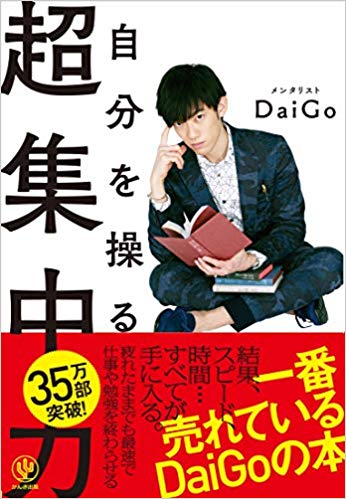 自分を操る
超集中力
メンタリスト
DaiGo
35万部
突破!
疲れたままでも最速で
仕事や勉強を終わらせる
結果、
スピード、
時間…
すべてが
手に入る。
一番
売れている
DaiGoの本
かんき出版